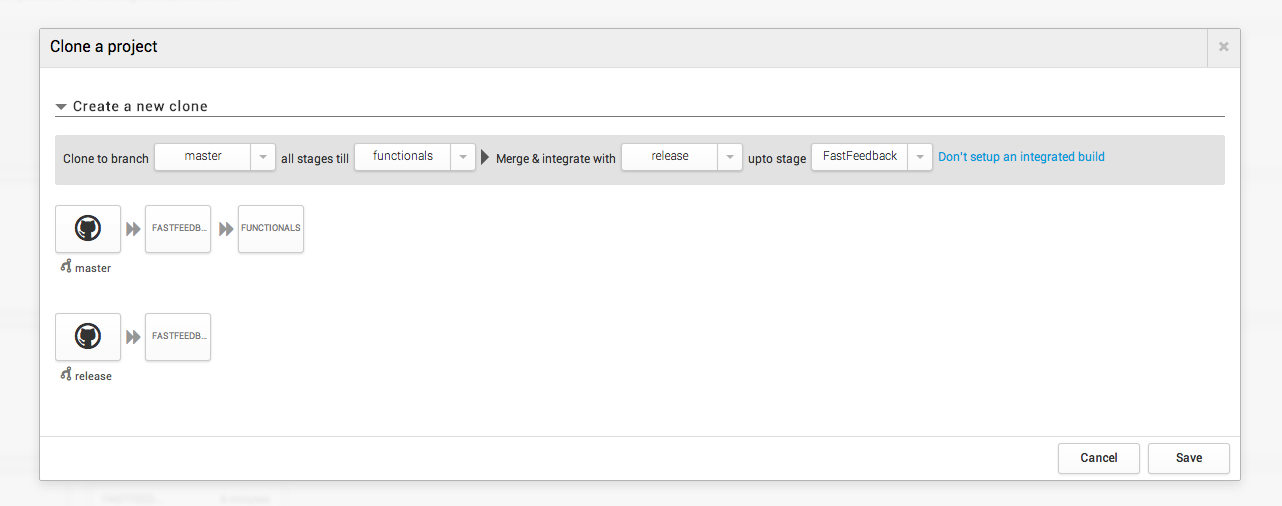 Clone a project
Create a new clone
Clone to branch master all stages till functionals Merge & integrate with release upto stage FastFeedback Don't setup an integrated build
FASTFEEDB... FUNCTIONALS
master
FASTFEEDB...
release
Cancel Save